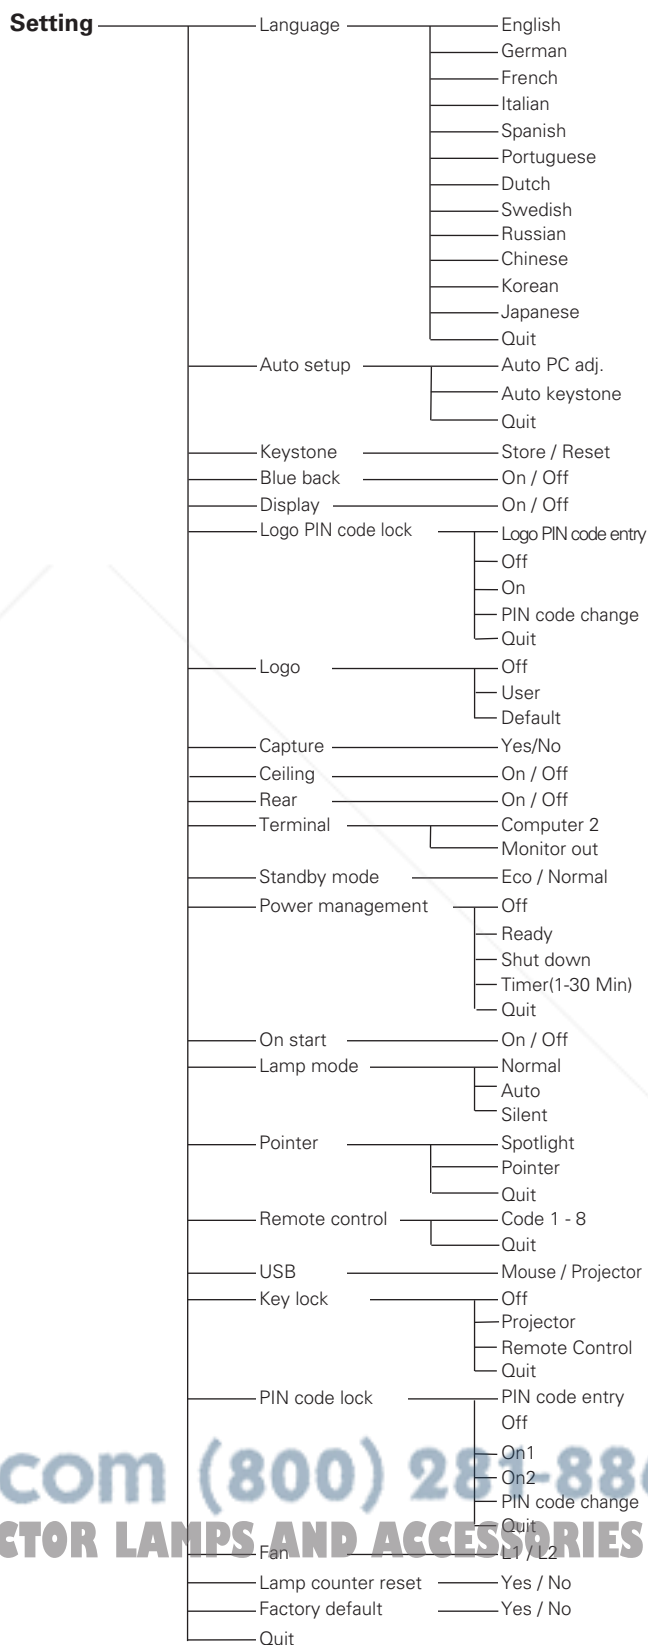 Setting Language English
German
French
Italian
Spanish
Portuguese
Dutch
Swedish
Russian
Chinese
Korean
Japanese
Quit
Auto setup Auto PC adj.
Auto keystone
Quit
Keystone Store / Reset
Blue back On / Off
Display On / Off
Logo PIN code lock Logo PIN code entry
Off
On
PIN code change
Quit
Logo Off
User
Default
Capture Yes/No
Ceiling On / Off
Rear On / Off
Terminal Computer 2
Monitor out
Standby mode Eco / Normal
Power management Off
Ready
Shut down
Timer(1-30 Min)
Quit
On start On / Off
Lamp mode Normal
Auto
Silent
Pointer Spotlight
Pointer
Quit
Remote control Code 1 - 8
Quit
USB Mouse / Projector
Key lock Off
Projector
Remote Control
Quit
PIN code lock PIN code entry
Off
On1
On2
PIN code change
Quit
Fan L1 / L2
Lamp counter reset Yes / No
Factory default Yes / No
Quit
com (800) 281-88
CTOR LAMPS AND ACCESSORIES